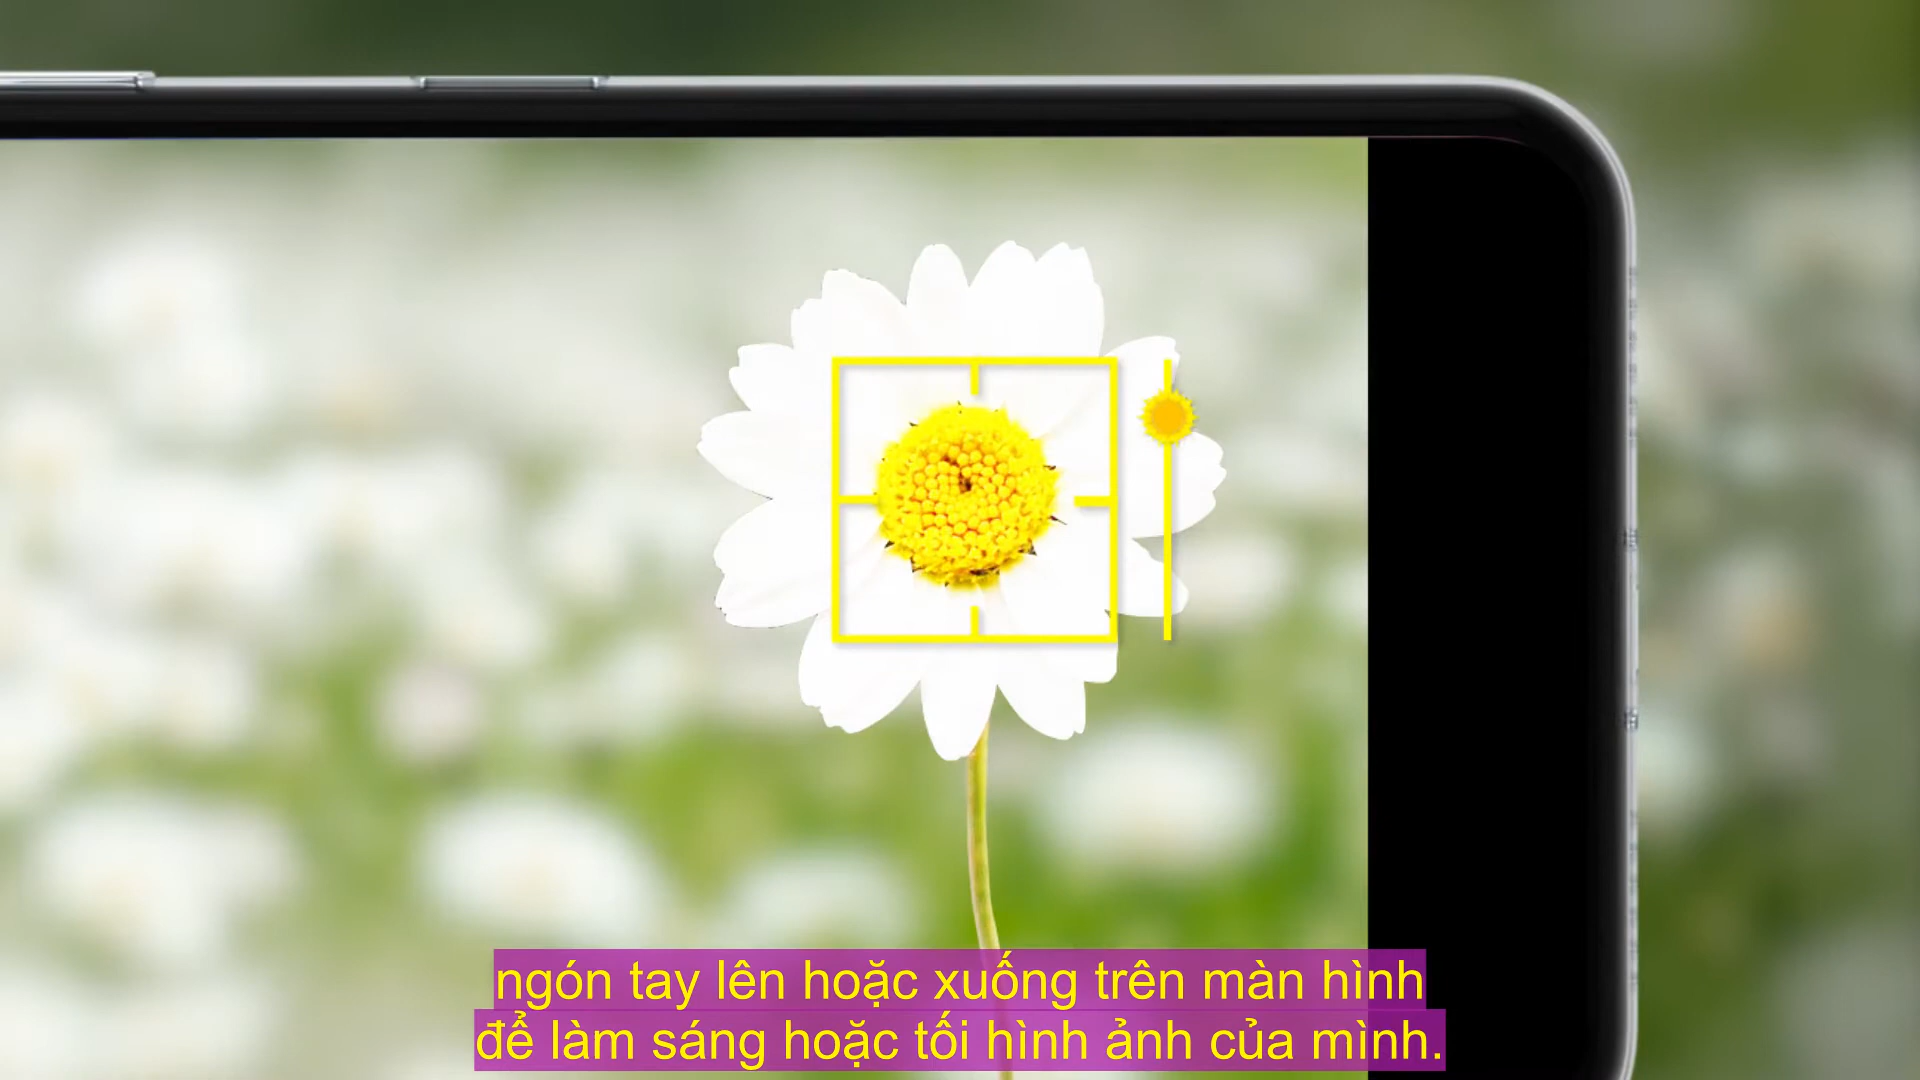 ngón tay lên hoặc xuống trên màn hình
để làm sáng hoặc tối hình ảnh của mình.